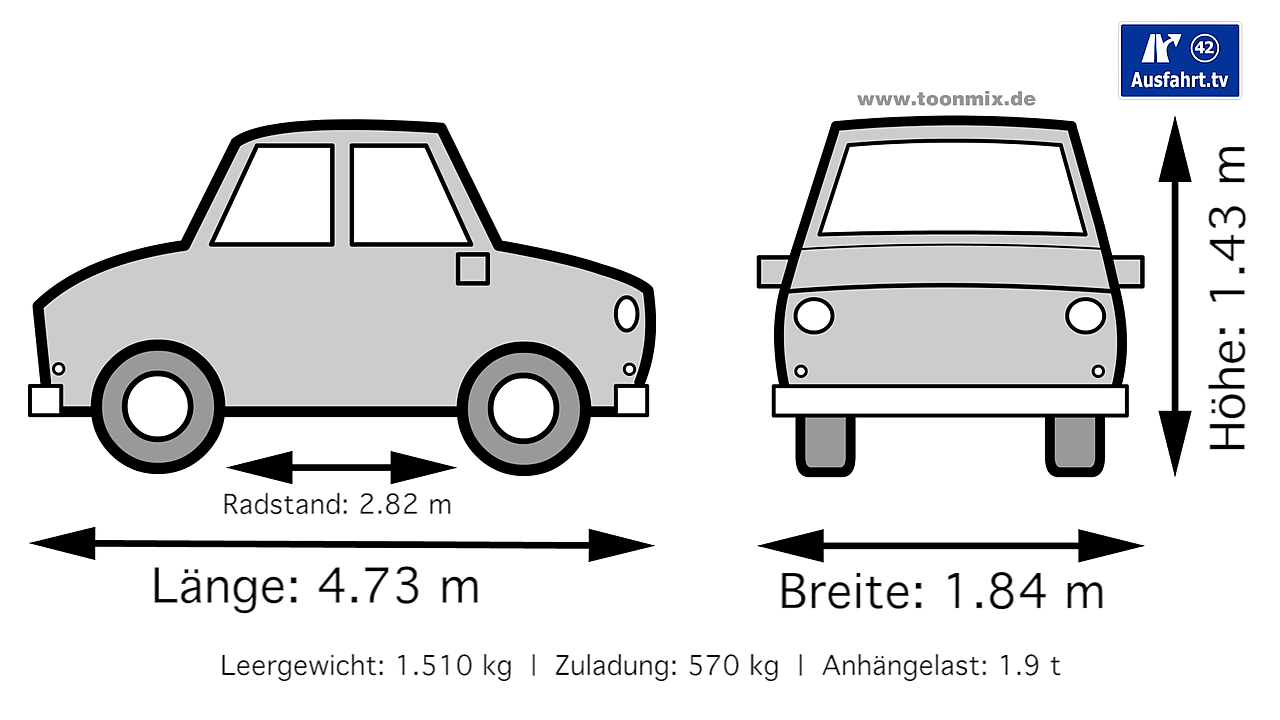 42
Ausfahrt.tv
www.toonmix.de
Höhe: 1.43 m
Radstand: 2.82 m
Länge: 4.73 m
Breite: 1.84 m
Leergewicht: 1.510 kg | Zuladung: 570 kg | Anhängelast: 1.9 t